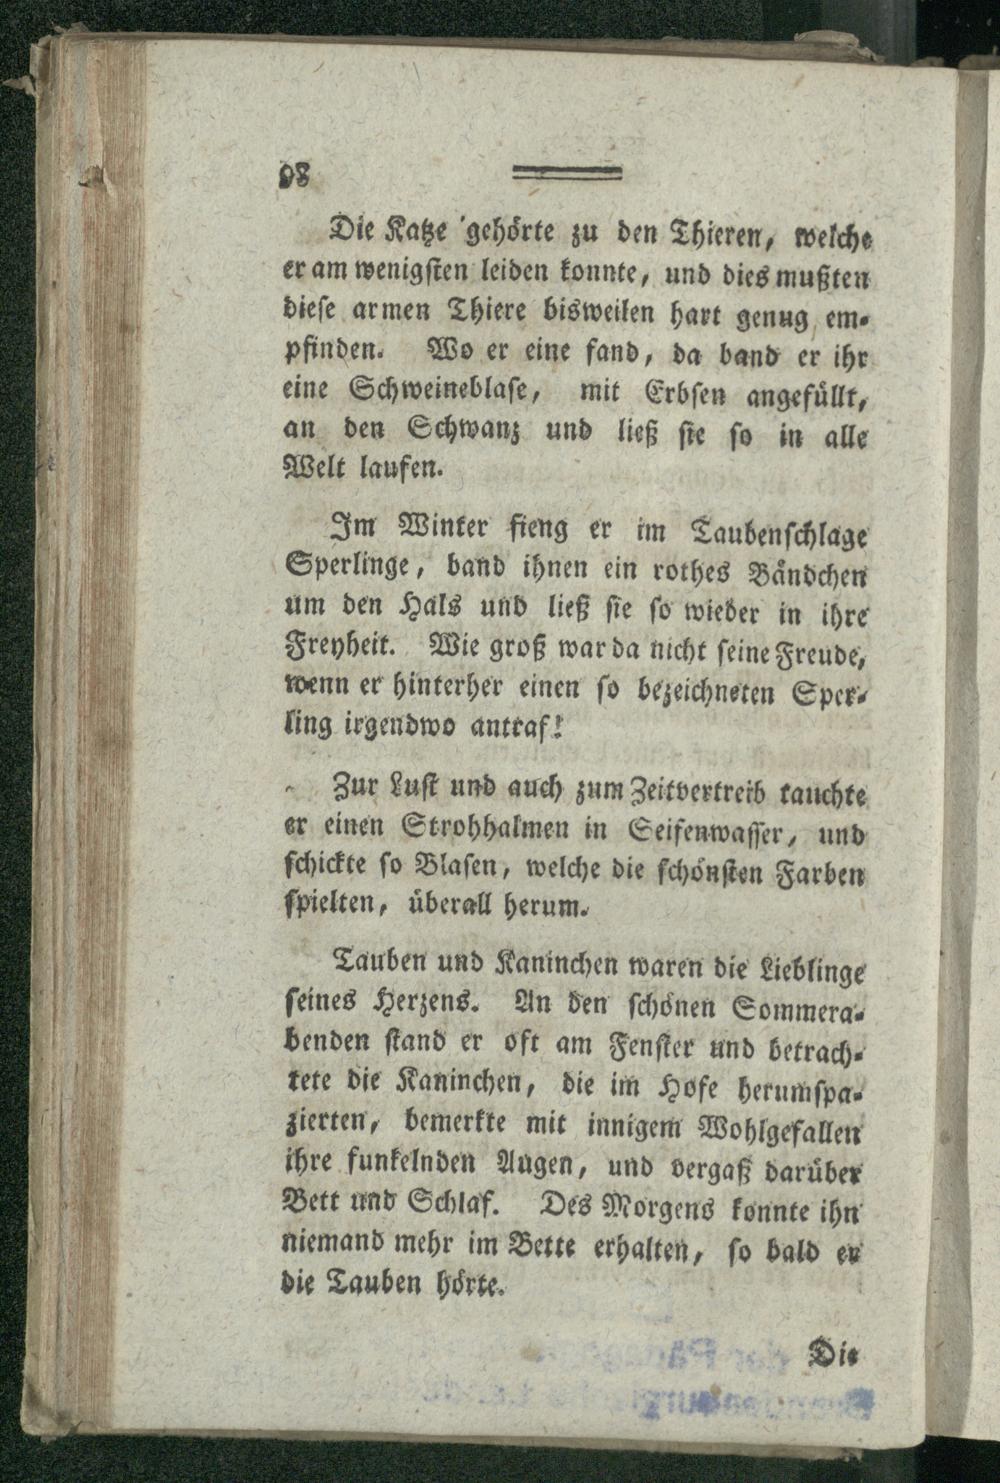 98
Die Katze gehörte zu den Thieren, welche
er am wenigsten leiden konnte, und dies mußten
diese armen Thiere bisweilen hart genug em-
pfinden. Wo er eine fand, da band er ihr
eine Schweineblase, mit Erbsen angefüllt,
an den Schwanz und ließ sie so in alle
Welt laufen.
Im Winter fieng er im Taubenschlage
Sperlinge, band ihnen ein rothes Bändchen
um den Hals und ließ sie so wieder in ihre
Freyheit. Wie groß war da nicht seine Freude,
wenn er hinterher einen so bezeichneten Sper-
ling irgendwo antraf!
Zur Lust und auch zum Zeitvertreib tauchte
er einen Strohhalmen in Seifenwasser, und
schickte so Blasen, welche die schönsten Farben
spielten, überall herum.
Tauben und Kaninchen waren die Lieblinge
seines Herzens. An den schönen Sommera-
benden stand er oft am Fenster und betrach-
tete die Kaninchen, die im Hofe herumspa-
zierten, bemerkte mit innigem Wohlgefallen
ihre funkelnden Augen, und vergaß darüber
Bett und Schlaf. Des Morgens konnte ihn
niemand mehr im Bette erhalten, so bald er
die Tauben hörte.
Die